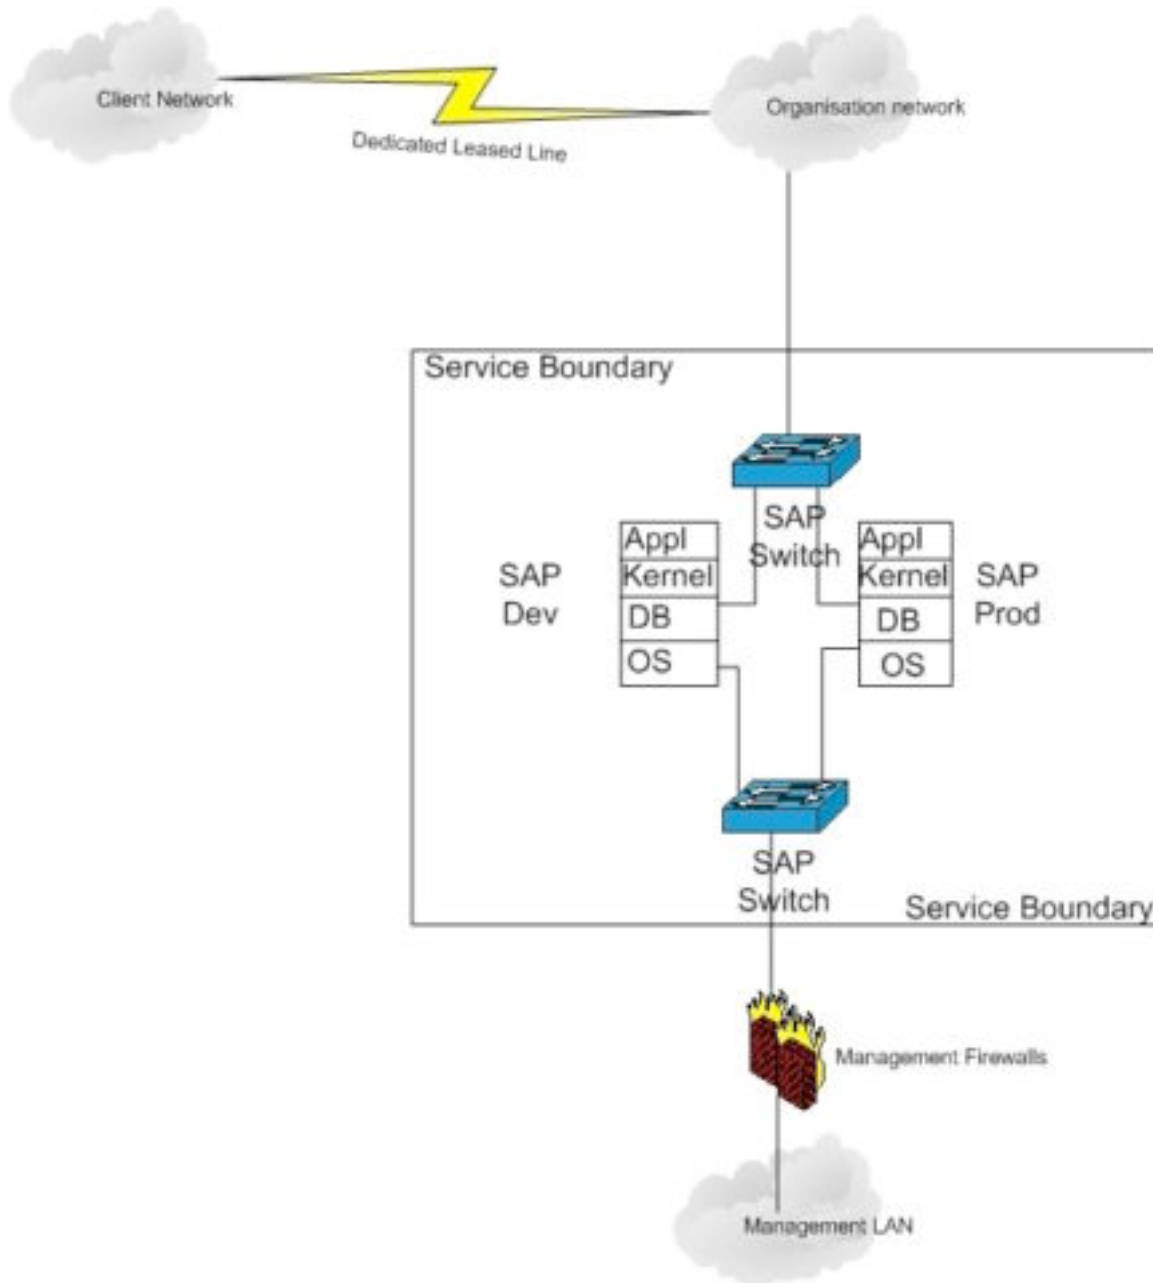 Client Network
Organisation network
Dedicated Leased Line
Service Boundary
SAP
Switch
Appl
Kernel
DB
OS
SAP
Dev
Appl
Kernel
DB
OS
SAP
Prod
SAP
Switch
Service Boundary
Management Firewalls
Management LAN